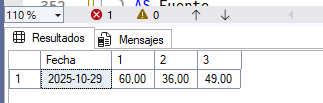 352 ) AS Fuente
110 % 1 0
Resultados Mensajes
Fecha 1 2 3
1 2025-10-29 60,00 36,00 49,00